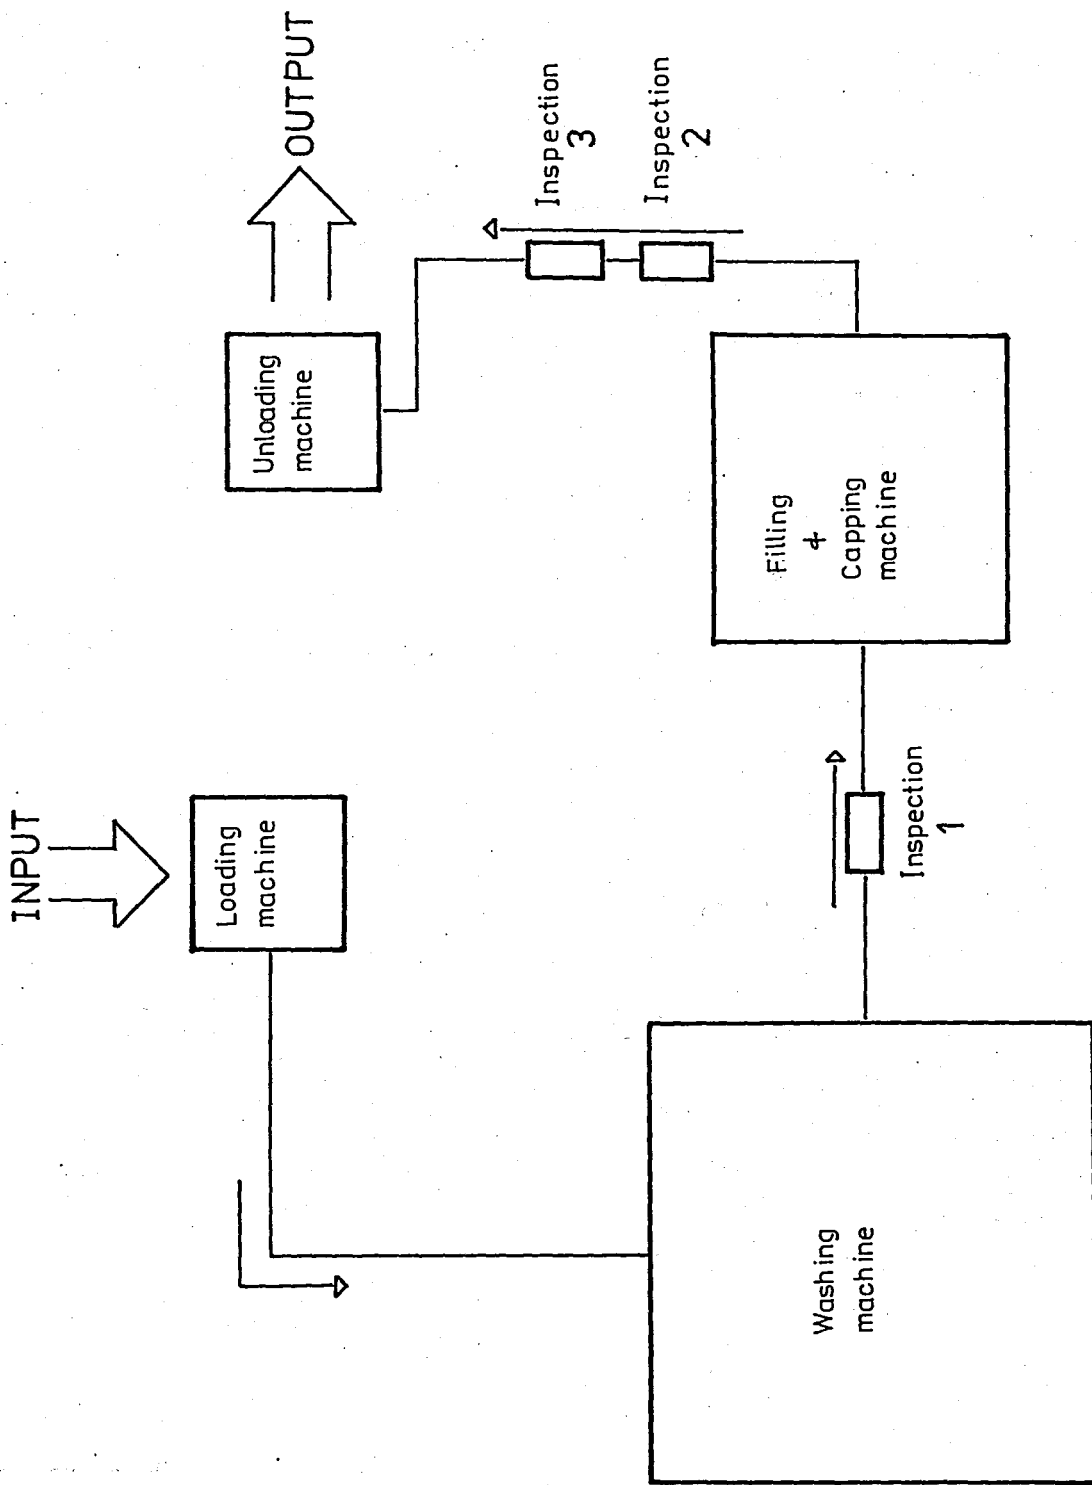 INPUT
Loading
machine
Washing
machine
Inspection
1
Filling
&
Capping
machine
Inspection
2
Inspection
3
Unloading
machine
OUTPUT